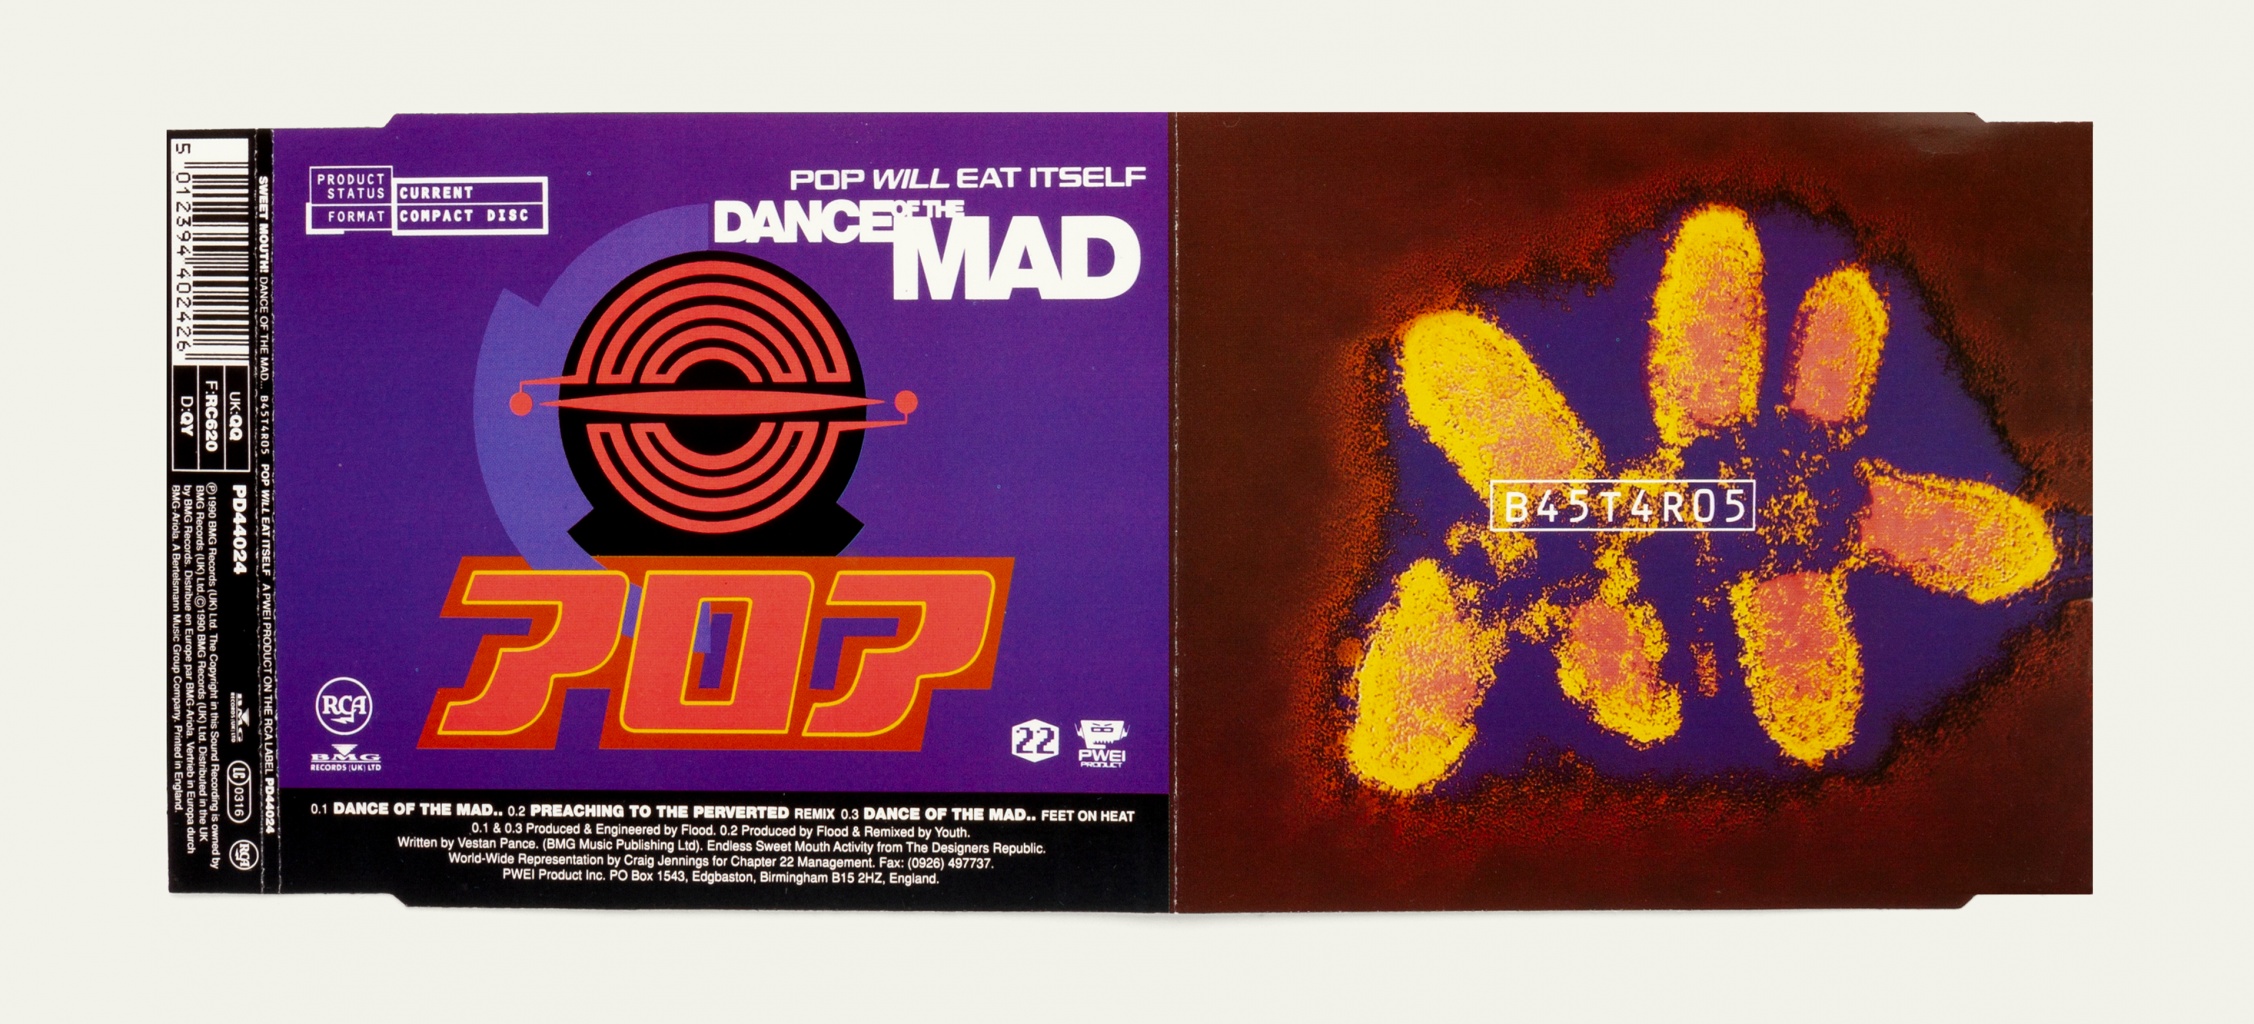 5 012394 402426
UK:QQ
F:RC620
D:QY
PD44024
Ⓟ1990 BMG Records (UK) Ltd. The Copyright in this Sound Recording is owned by
BMG Records (UK) Ltd.©1990 BMG Records (UK) Ltd. Distributed in the UK
by BMG Records. Distribue en Europe par BMG-Ariola. Vertrieb in Europa durch
BMG-Ariola. A Bertelsmann Music Group Company. Printed in England.
BMG
RECORDS (UK) LTD
LC 0316
RCA
SWEET MOUTH! DANCE OF THE MAD.. B45T4R05 POP WILL EAT ITSELF A PWEI PRODUCT ON THE RCA LABEL PD44024
PRODUCT
STATUS CURRENT
FORMAT COMPACT DISC
POP WILL EAT ITSELF
DANCE OF THE
MAD
POP
RCA
BMG
RECORDS (UK) LTD
22
PWEI
PRODUCT
0.1 DANCE OF THE MAD.. 0.2 PREACHING TO THE PERVERTED REMIX 0.3 DANCE OF THE MAD.. FEET ON HEAT
0.1 & 0.3 Produced & Engineered by Flood. 0.2 Produced by Flood & Remixed by Youth.
Written by Vestan Pance. (BMG Music Publishing Ltd). Endless Sweet Mouth Activity from The Designers Republic.
World-Wide Representation by Craig Jennings for Chapter 22 Management. Fax: (0926) 497737.
PWEI Product Inc. PO Box 1543, Edgbaston, Birmingham B15 2HZ, England.
B45T4R05